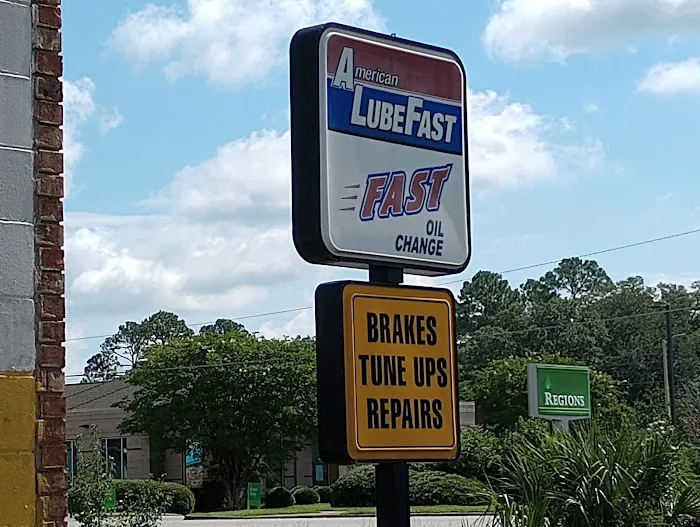 American
LubeFast
FAST
OIL
CHANGE
BRAKES
TUNE UPS
REPAIRS
REGIONS